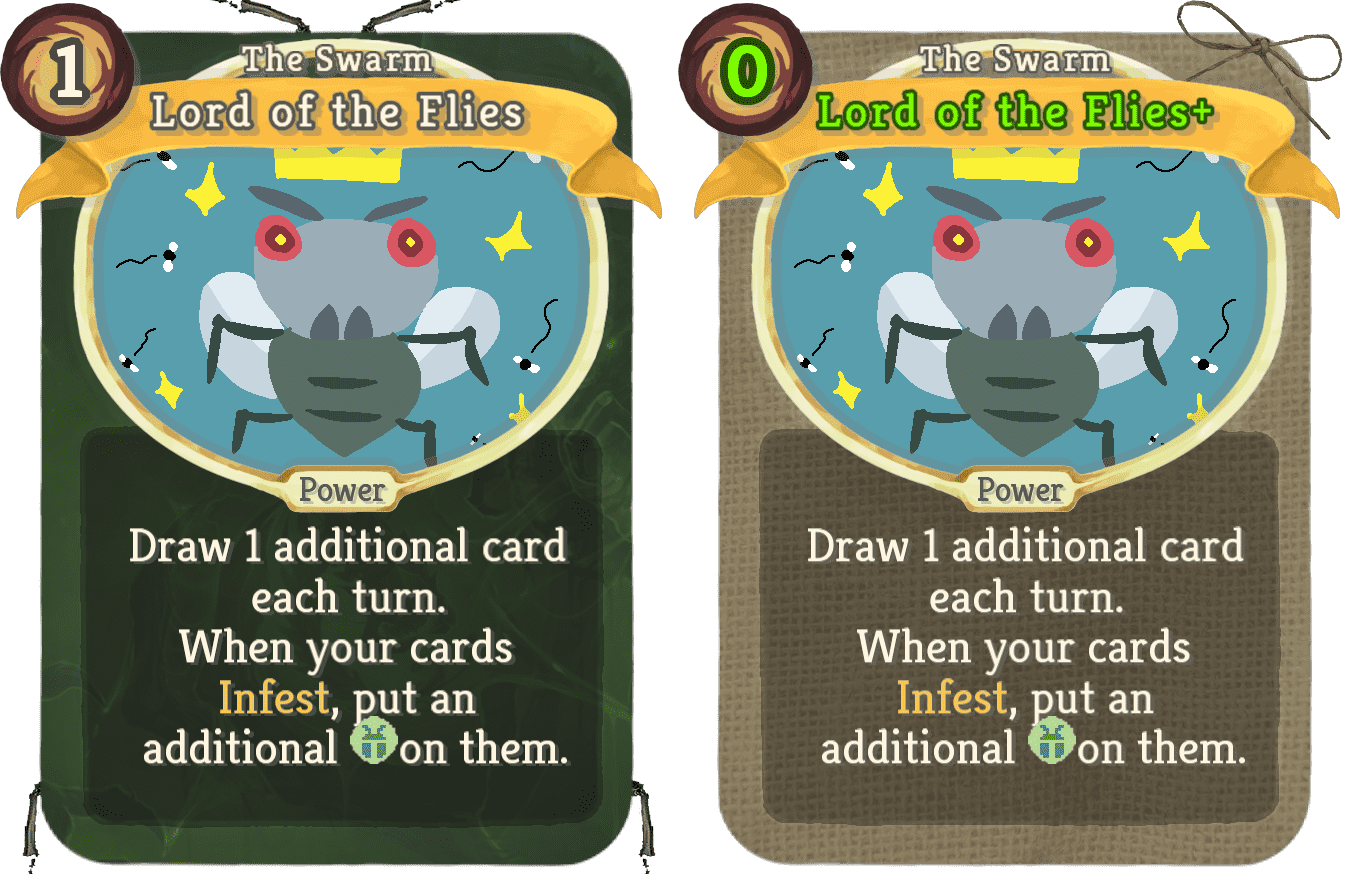 1
The Swarm
Lord of the Flies
Power
Draw 1 additional card
each turn.
When your cards
Infest, put an
additional on them.
0
The Swarm
Lord of the Flies+
Power
Draw 1 additional card
each turn.
When your cards
Infest, put an
additional on them.